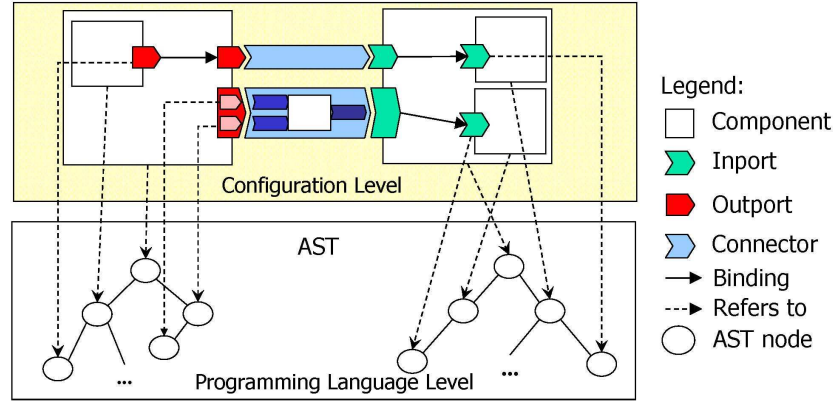 Configuration Level
AST
...
...
Programming Language Level
Legend:
Component
Inport
Outport
Connector
Binding
Refers to
AST node